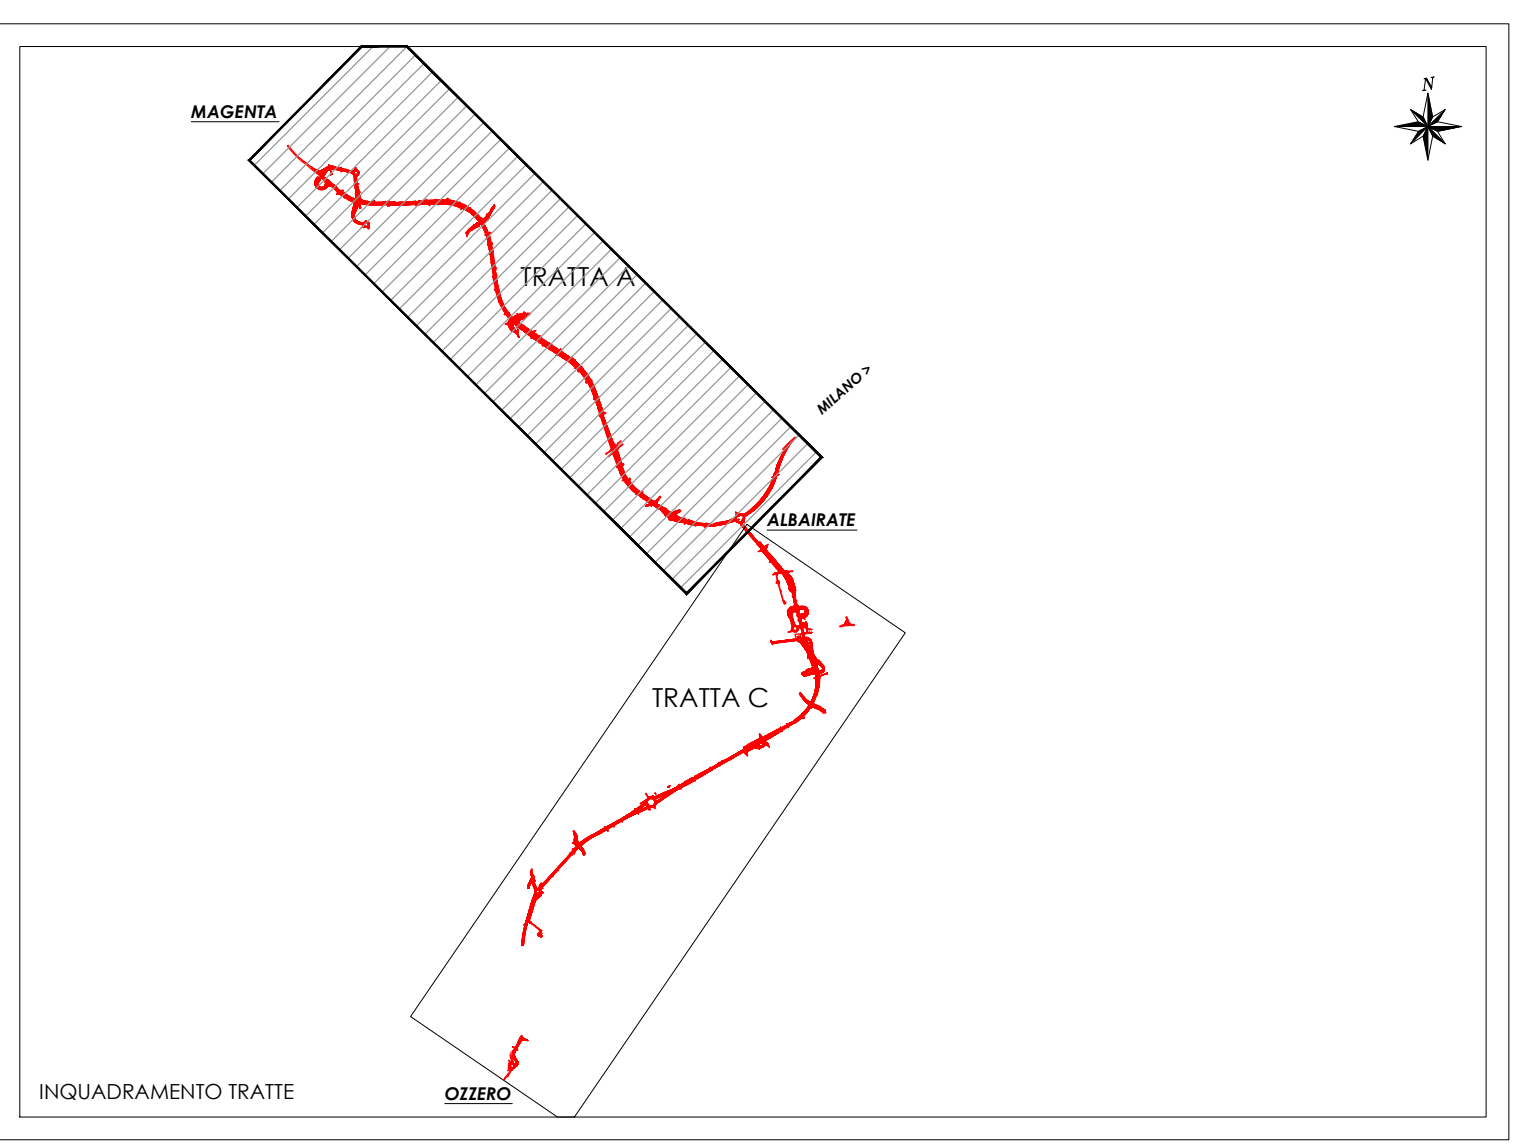 N
MAGENTA
TRATTA A
MILANO >
ALBAIRATE
TRATTA C
INQUADRAMENTO TRATTE
OZZERO